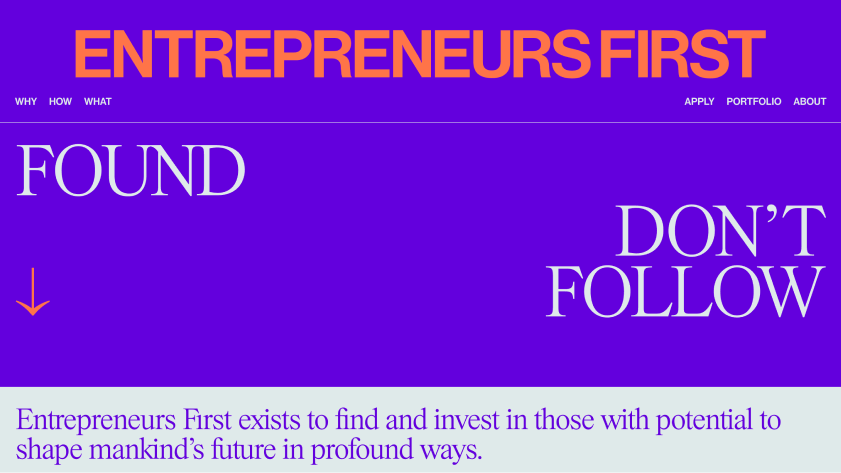 ENTREPRENEURS FIRST
WHY HOW WHAT
APPLY PORTFOLIO ABOUT
FOUND
DON’T
FOLLOW
Entrepreneurs First exists to find and invest in those with potential to
shape mankind’s future in profound ways.